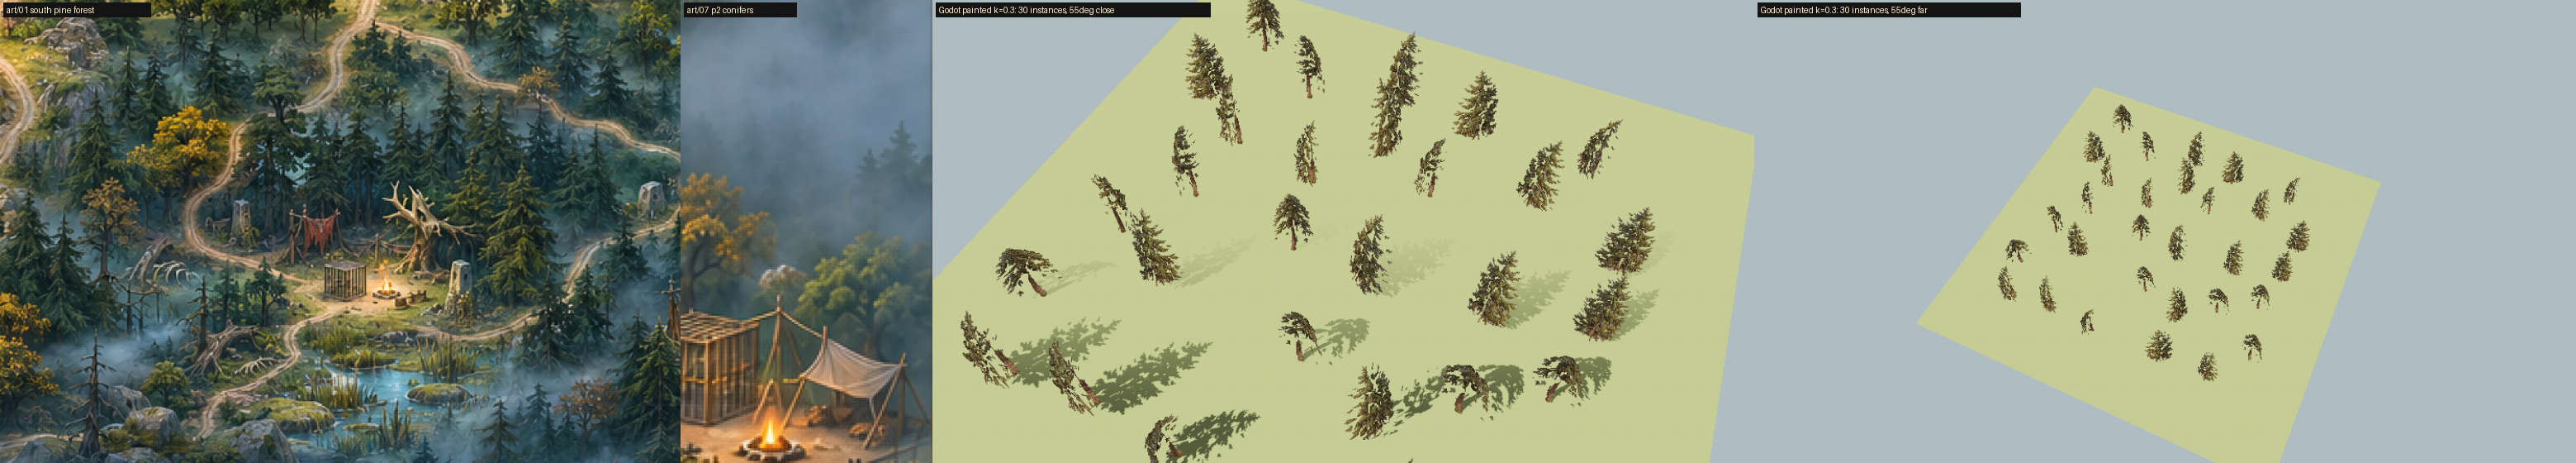 art/01 south pine forest
art/07 p2 conifers
Godot painted k=0.3: 30 instances, 55deg close
Godot painted k=0.3: 30 instances, 55deg far